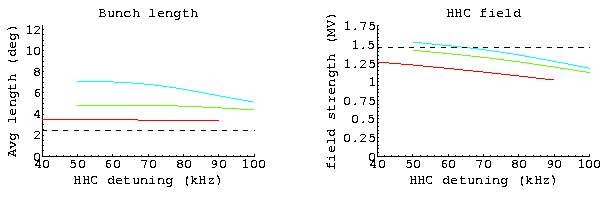 Bunch length
Avg length (deg)
12
10
8
6
4
2
0
40 50 60 70 80 90 100
HHC detuning (kHz)
HHC field
field strength (MV)
1.75
1.5
1.25
1
0.75
0.5
0.25
0
40 50 60 70 80 90 100
HHC detuning (kHz)